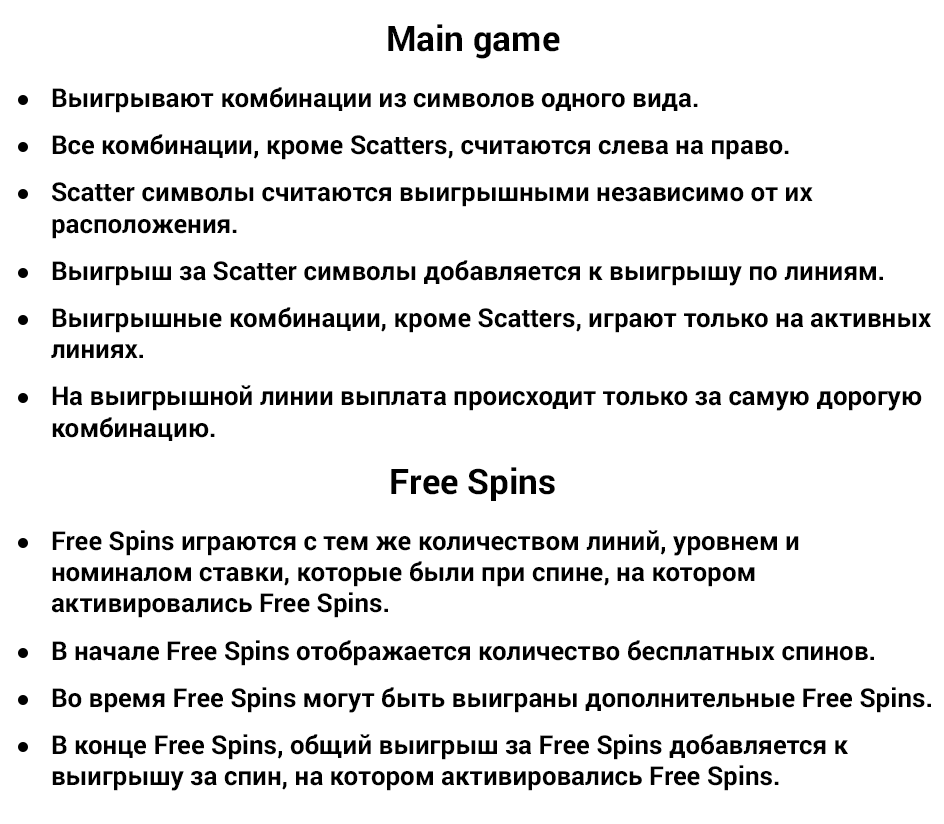 Main game
• Выигрывают комбинации из символов одного вида.
• Все комбинации, кроме Scatters, считаются слева на право.
• Scatter символы считаются выигрышными независимо от их
расположения.
• Выигрыш за Scatter символы добавляется к выигрышу по линиям.
• Выигрышные комбинации, кроме Scatters, играют только на активных
линиях.
• На выигрышной линии выплата происходит только за самую дорогую
комбинацию.
Free Spins
• Free Spins играются с тем же количеством линий, уровнем и
номиналом ставки, которые были при спине, на котором
активировались Free Spins.
• В начале Free Spins отображается количество бесплатных спинов.
• Во время Free Spins могут быть выиграны дополнительные Free Spins.
• В конце Free Spins, общий выигрыш за Free Spins добавляется к
выигрышу за спин, на котором активировались Free Spins.